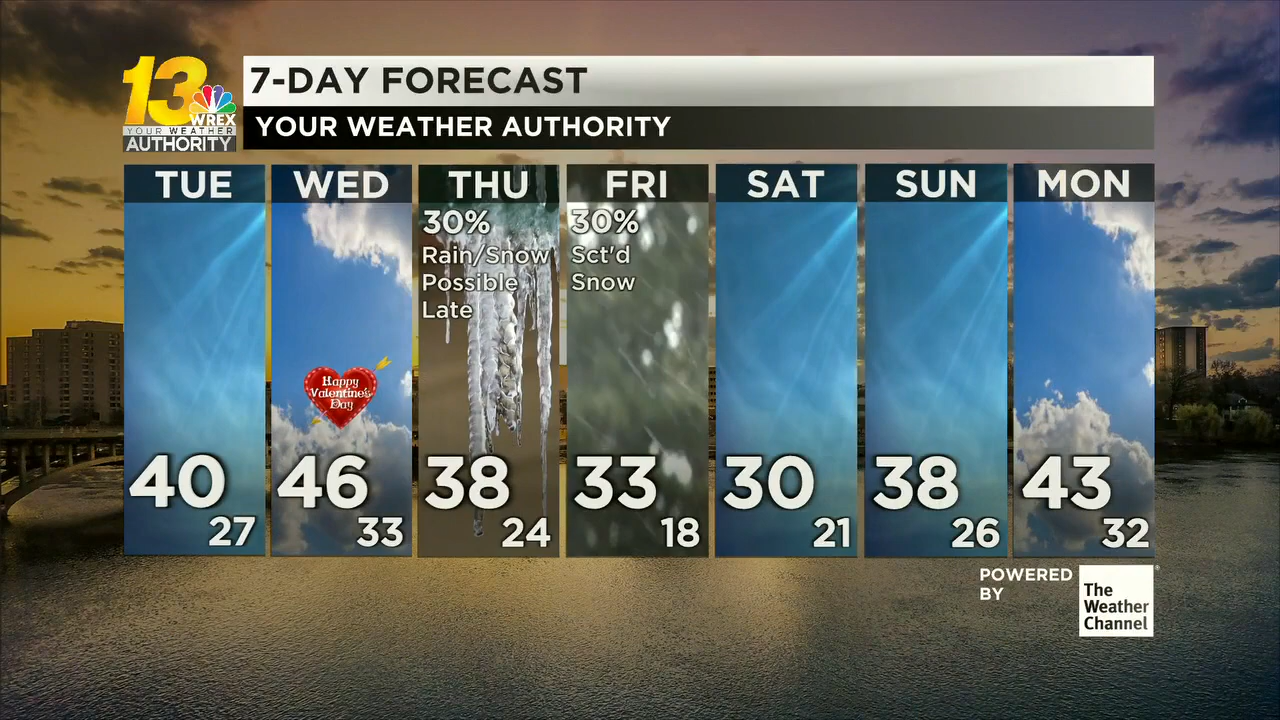 13
WREX
YOUR WEATHER
AUTHORITY
7-DAY FORECAST
YOUR WEATHER AUTHORITY
TUE
40
27
WED
Happy
Valentine's
Day
46
33
THU
30%
Rain/Snow
Possible
Late
38
24
FRI
30%
Sct'd
Snow
33
18
SAT
30
21
SUN
38
26
MON
43
32
POWERED
BY
The
Weather
Channel
®